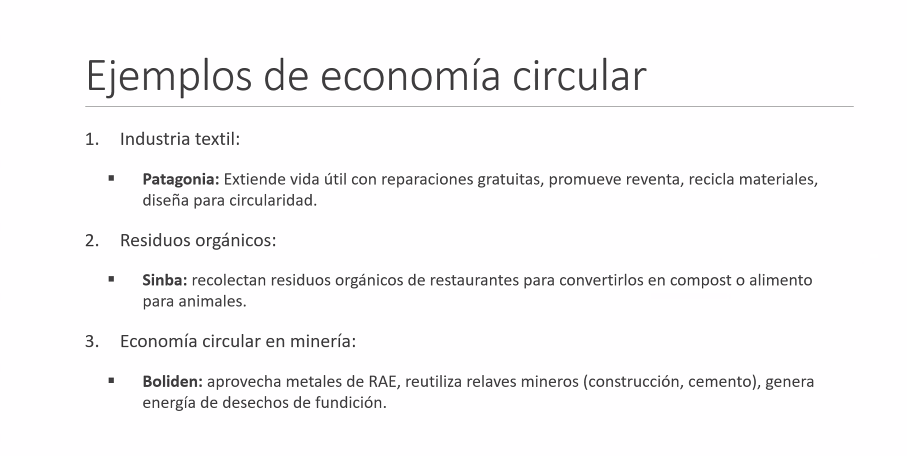 Ejemplos de economía circular
1. Industria textil:
▪ Patagonia: Extiende vida útil con reparaciones gratuitas, promueve reventa, recicla materiales,
diseña para circularidad.
2. Residuos orgánicos:
▪ Sinba: recolectan residuos orgánicos de restaurantes para convertirlos en compost o alimento
para animales.
3. Economía circular en minería:
▪ Boliden: aprovecha metales de RAE, reutiliza relaves mineros (construcción, cemento), genera
energía de desechos de fundición.